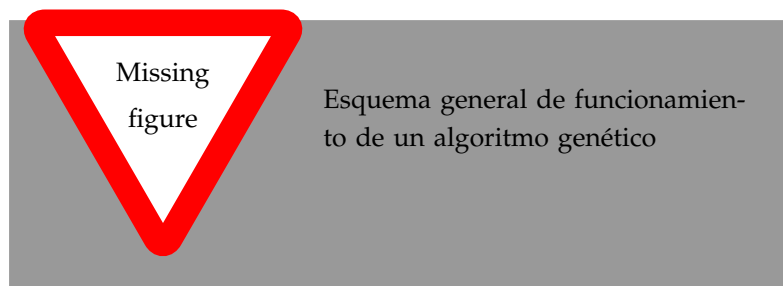 Missing
figure
Esquema general de funcionamien-
to de un algoritmo genético